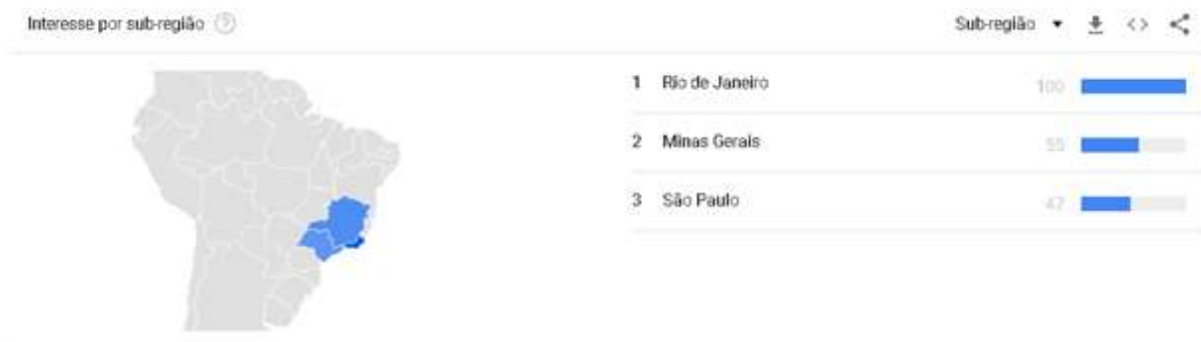 Interesse por sub-região ?
Sub-região
1 Rio de Janeiro 100
2 Minas Gerais 55
3 São Paulo 47